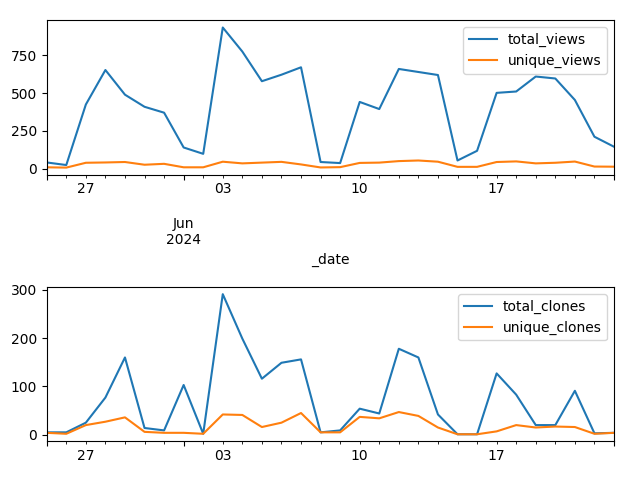 750
500
250
0
total_views
unique_views
27
03
10
17
Jun
2024
_date
300
200
100
0
total_clones
unique_clones
27
03
10
17